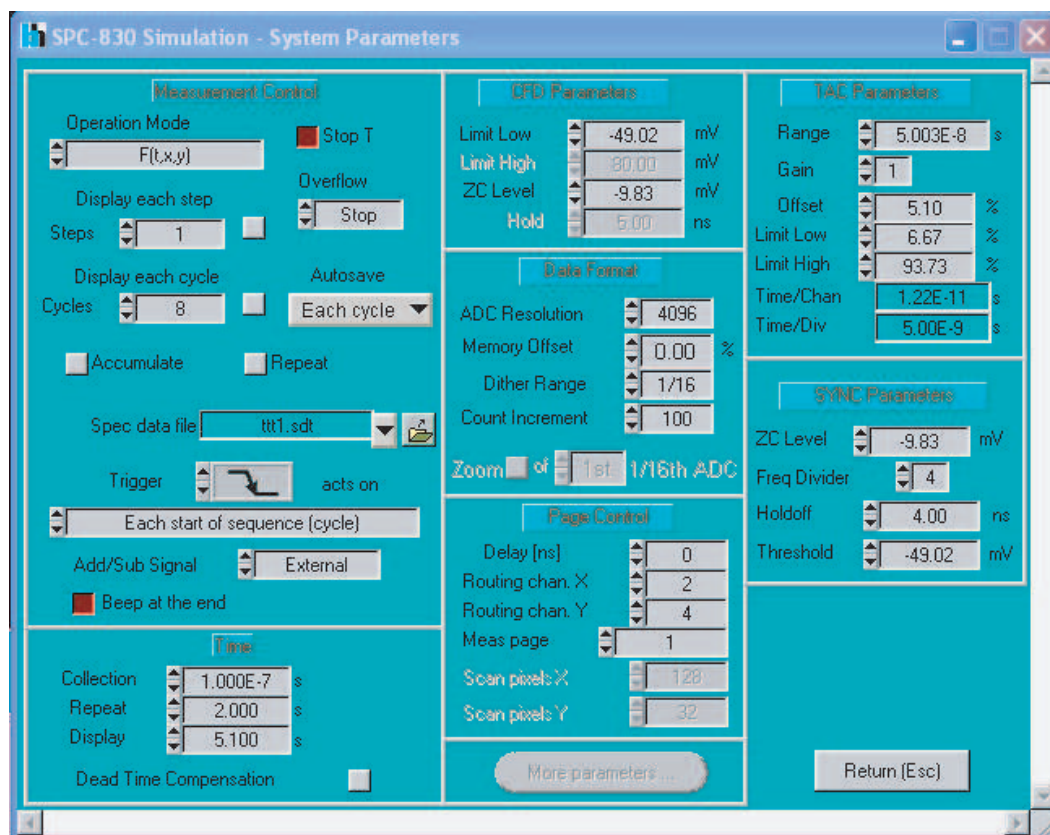 SPC-830 Simulation - System Parameters
Measurement Control
Operation Mode
F(t,x,y)
Stop T
Display each step
Steps 1
Overflow
Stop
Display each cycle
Cycles 8
Autosave
Each cycle
Accumulate
Repeat
Spec data file ttt1.sdt
Trigger acts on
Each start of sequence (cycle)
Add/Sub Signal External
Beep at the end
Time
Collection 1.000E-7 s
Repeat 2.000 s
Display 5.100 s
Dead Time Compensation
CFD Parameters
Limit Low -49.02 mV
Limit High 80.00 mV
ZC Level -9.83 mV
Hold 5.00 ns
Data Format
ADC Resolution 4096
Memory Offset 0.00 %
Dither Range 1/16
Count Increment 100
Zoom of 1st 1/16th ADC
Page Control
Delay [ns] 0
Routing chan. X 2
Routing chan. Y 4
Meas page 1
Scan pixels X 128
Scan pixels Y 32
More parameters ...
TAC Parameters
Range 5.003E-8 s
Gain 1
Offset 5.10 %
Limit Low 6.67 %
Limit High 93.73 %
Time/Chan 1.22E-11 s
Time/Div 5.00E-9 s
SYNC Parameters
ZC Level -9.83 mV
Freq Divider 4
Holdoff 4.00 ns
Threshold -49.02 mV
Return (Esc)